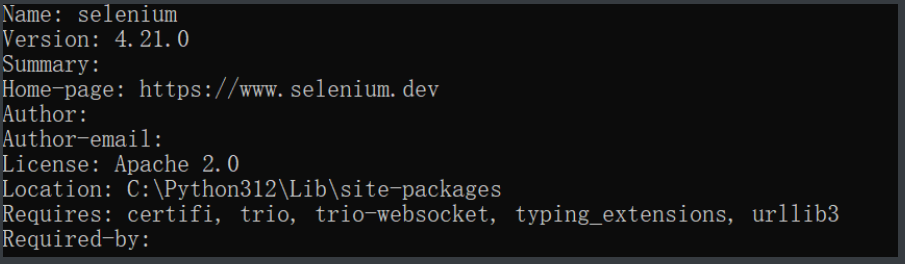 Name: selenium
Version: 4.21.0
Summary:
Home-page: https://www.selenium.dev
Author:
Author-email:
License: Apache 2.0
Location: C:\Python312\Lib\site-packages
Requires: certifi, trio, trio-websocket, typing_extensions, urllib3
Required-by: